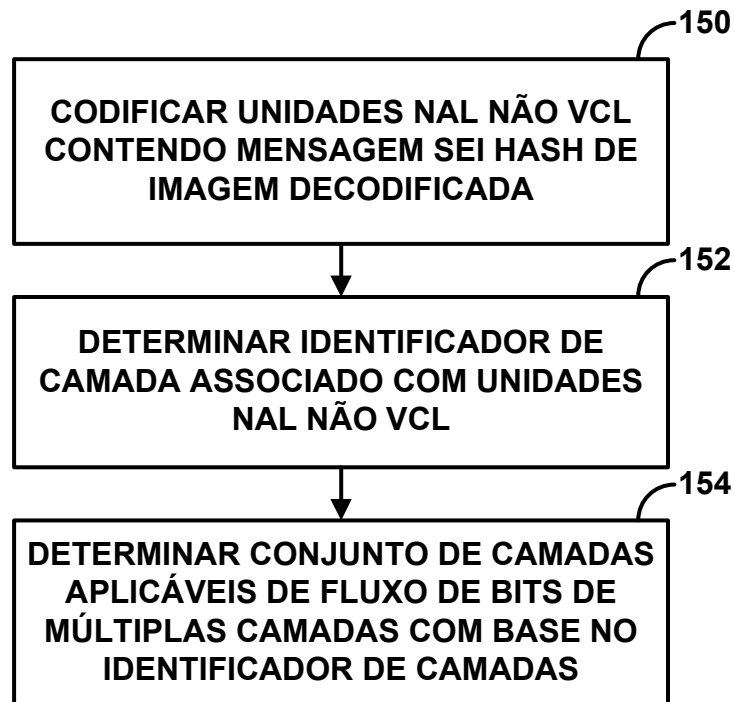 150
CODIFICAR UNIDADES NAL NÃO VCL
CONTENDO MENSAGEM SEI HASH DE
IMAGEM DECODIFICADA
152
DETERMINAR IDENTIFICADOR DE
CAMADA ASSOCIADO COM UNIDADES
NAL NÃO VCL
154
DETERMINAR CONJUNTO DE CAMADAS
APLICÁVEIS DE FLUXO DE BITS DE
MÚLTIPLAS CAMADAS COM BASE NO
IDENTIFICADOR DE CAMADAS